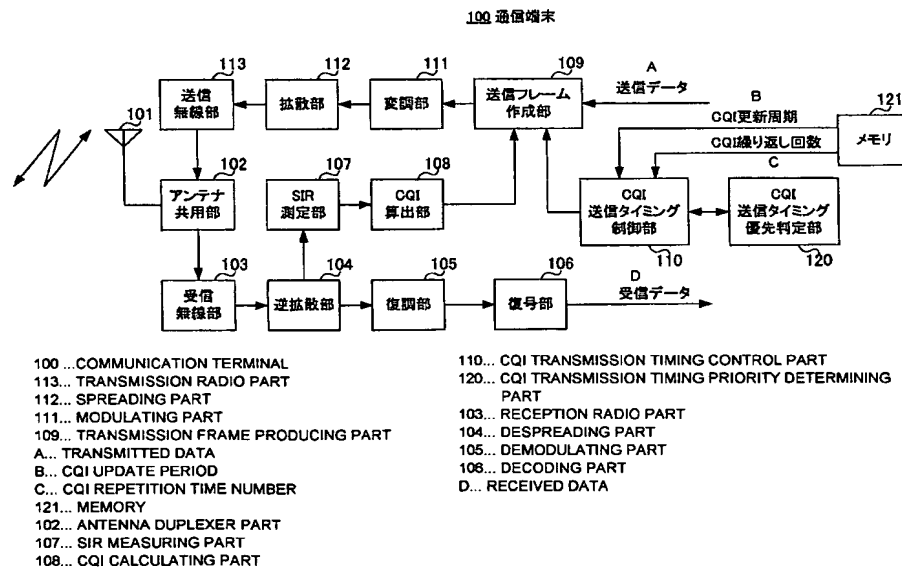 100 通信端末
113
送信
無線部
112
拡散部
111
変調部
109
送信フレーム
作成部
A
送信データ
B
CQI更新周期
CQI繰り返し回数
C
121
メモリ
101
102
アンテナ
共用部
107
SIR
測定部
108
CQI
算出部
CQI
送信タイミング
制御部
110
CQI
送信タイミング
優先判定部
120
103
受信
無線部
104
逆拡散部
105
復調部
106
復号部
D
受信データ
100 ...COMMUNICATION TERMINAL
113... TRANSMISSION RADIO PART
112... SPREADING PART
111... MODULATING PART
109... TRANSMISSION FRAME PRODUCING PART
A... TRANSMITTED DATA
B... CQI UPDATE PERIOD
C... CQI REPETITION TIME NUMBER
121... MEMORY
102... ANTENNA DUPLEXER PART
107... SIR MEASURING PART
108... CQI CALCULATING PART
110... CQI TRANSMISSION TIMING CONTROL PART
120... CQI TRANSMISSION TIMING PRIORITY DETERMINING
PART
103... RECEPTION RADIO PART
104... DESPREADING PART
105... DEMODULATING PART
106... DECODING PART
D... RECEIVED DATA